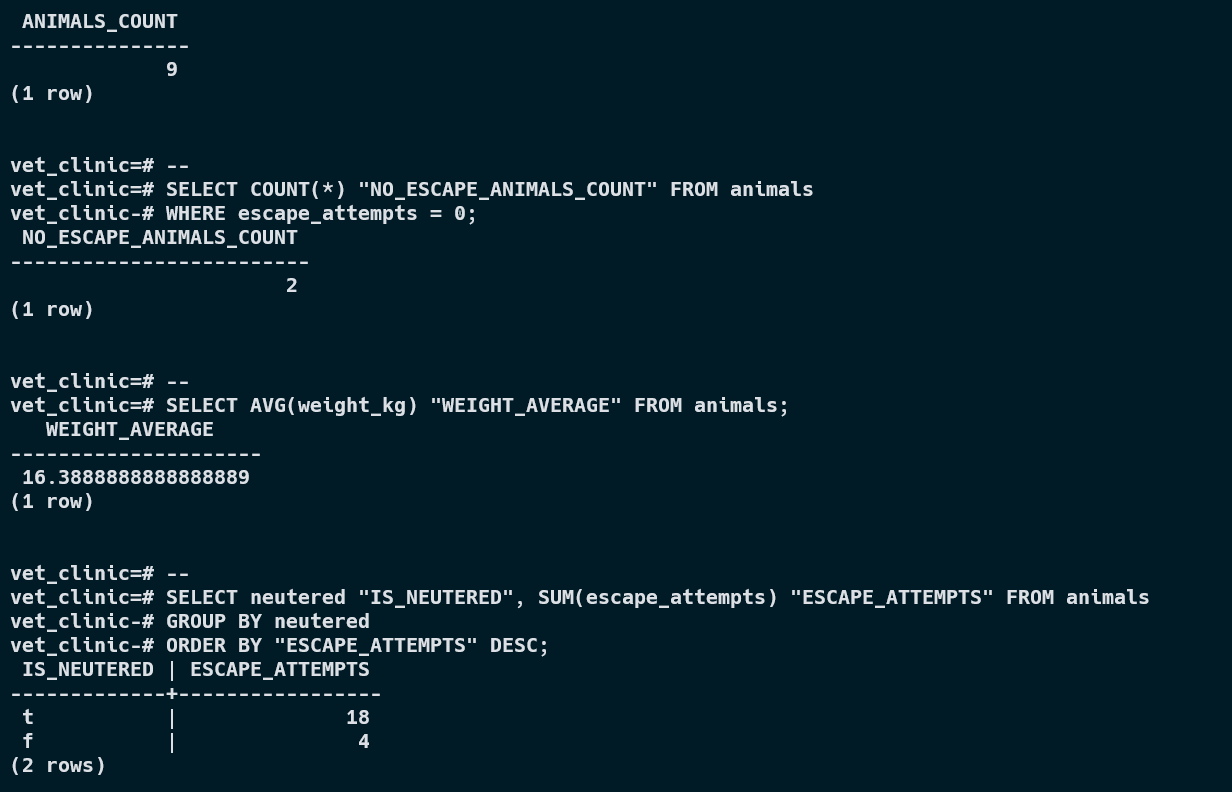 ANIMALS_COUNT
---------------
9
(1 row)
vet_clinic=# --
vet_clinic=# SELECT COUNT(*) "NO_ESCAPE_ANIMALS_COUNT" FROM animals
vet_clinic-# WHERE escape_attempts = 0;
NO_ESCAPE_ANIMALS_COUNT
-------------------------
2
(1 row)
vet_clinic=# --
vet_clinic=# SELECT AVG(weight_kg) "WEIGHT_AVERAGE" FROM animals;
WEIGHT_AVERAGE
---------------------
16.3888888888888889
(1 row)
vet_clinic=# --
vet_clinic=# SELECT neutered "IS_NEUTERED", SUM(escape_attempts) "ESCAPE_ATTEMPTS" FROM animals
vet_clinic-# GROUP BY neutered
vet_clinic-# ORDER BY "ESCAPE_ATTEMPTS" DESC;
IS_NEUTERED | ESCAPE_ATTEMPTS
-------------+-----------------
t           |              18
f           |               4
(2 rows)